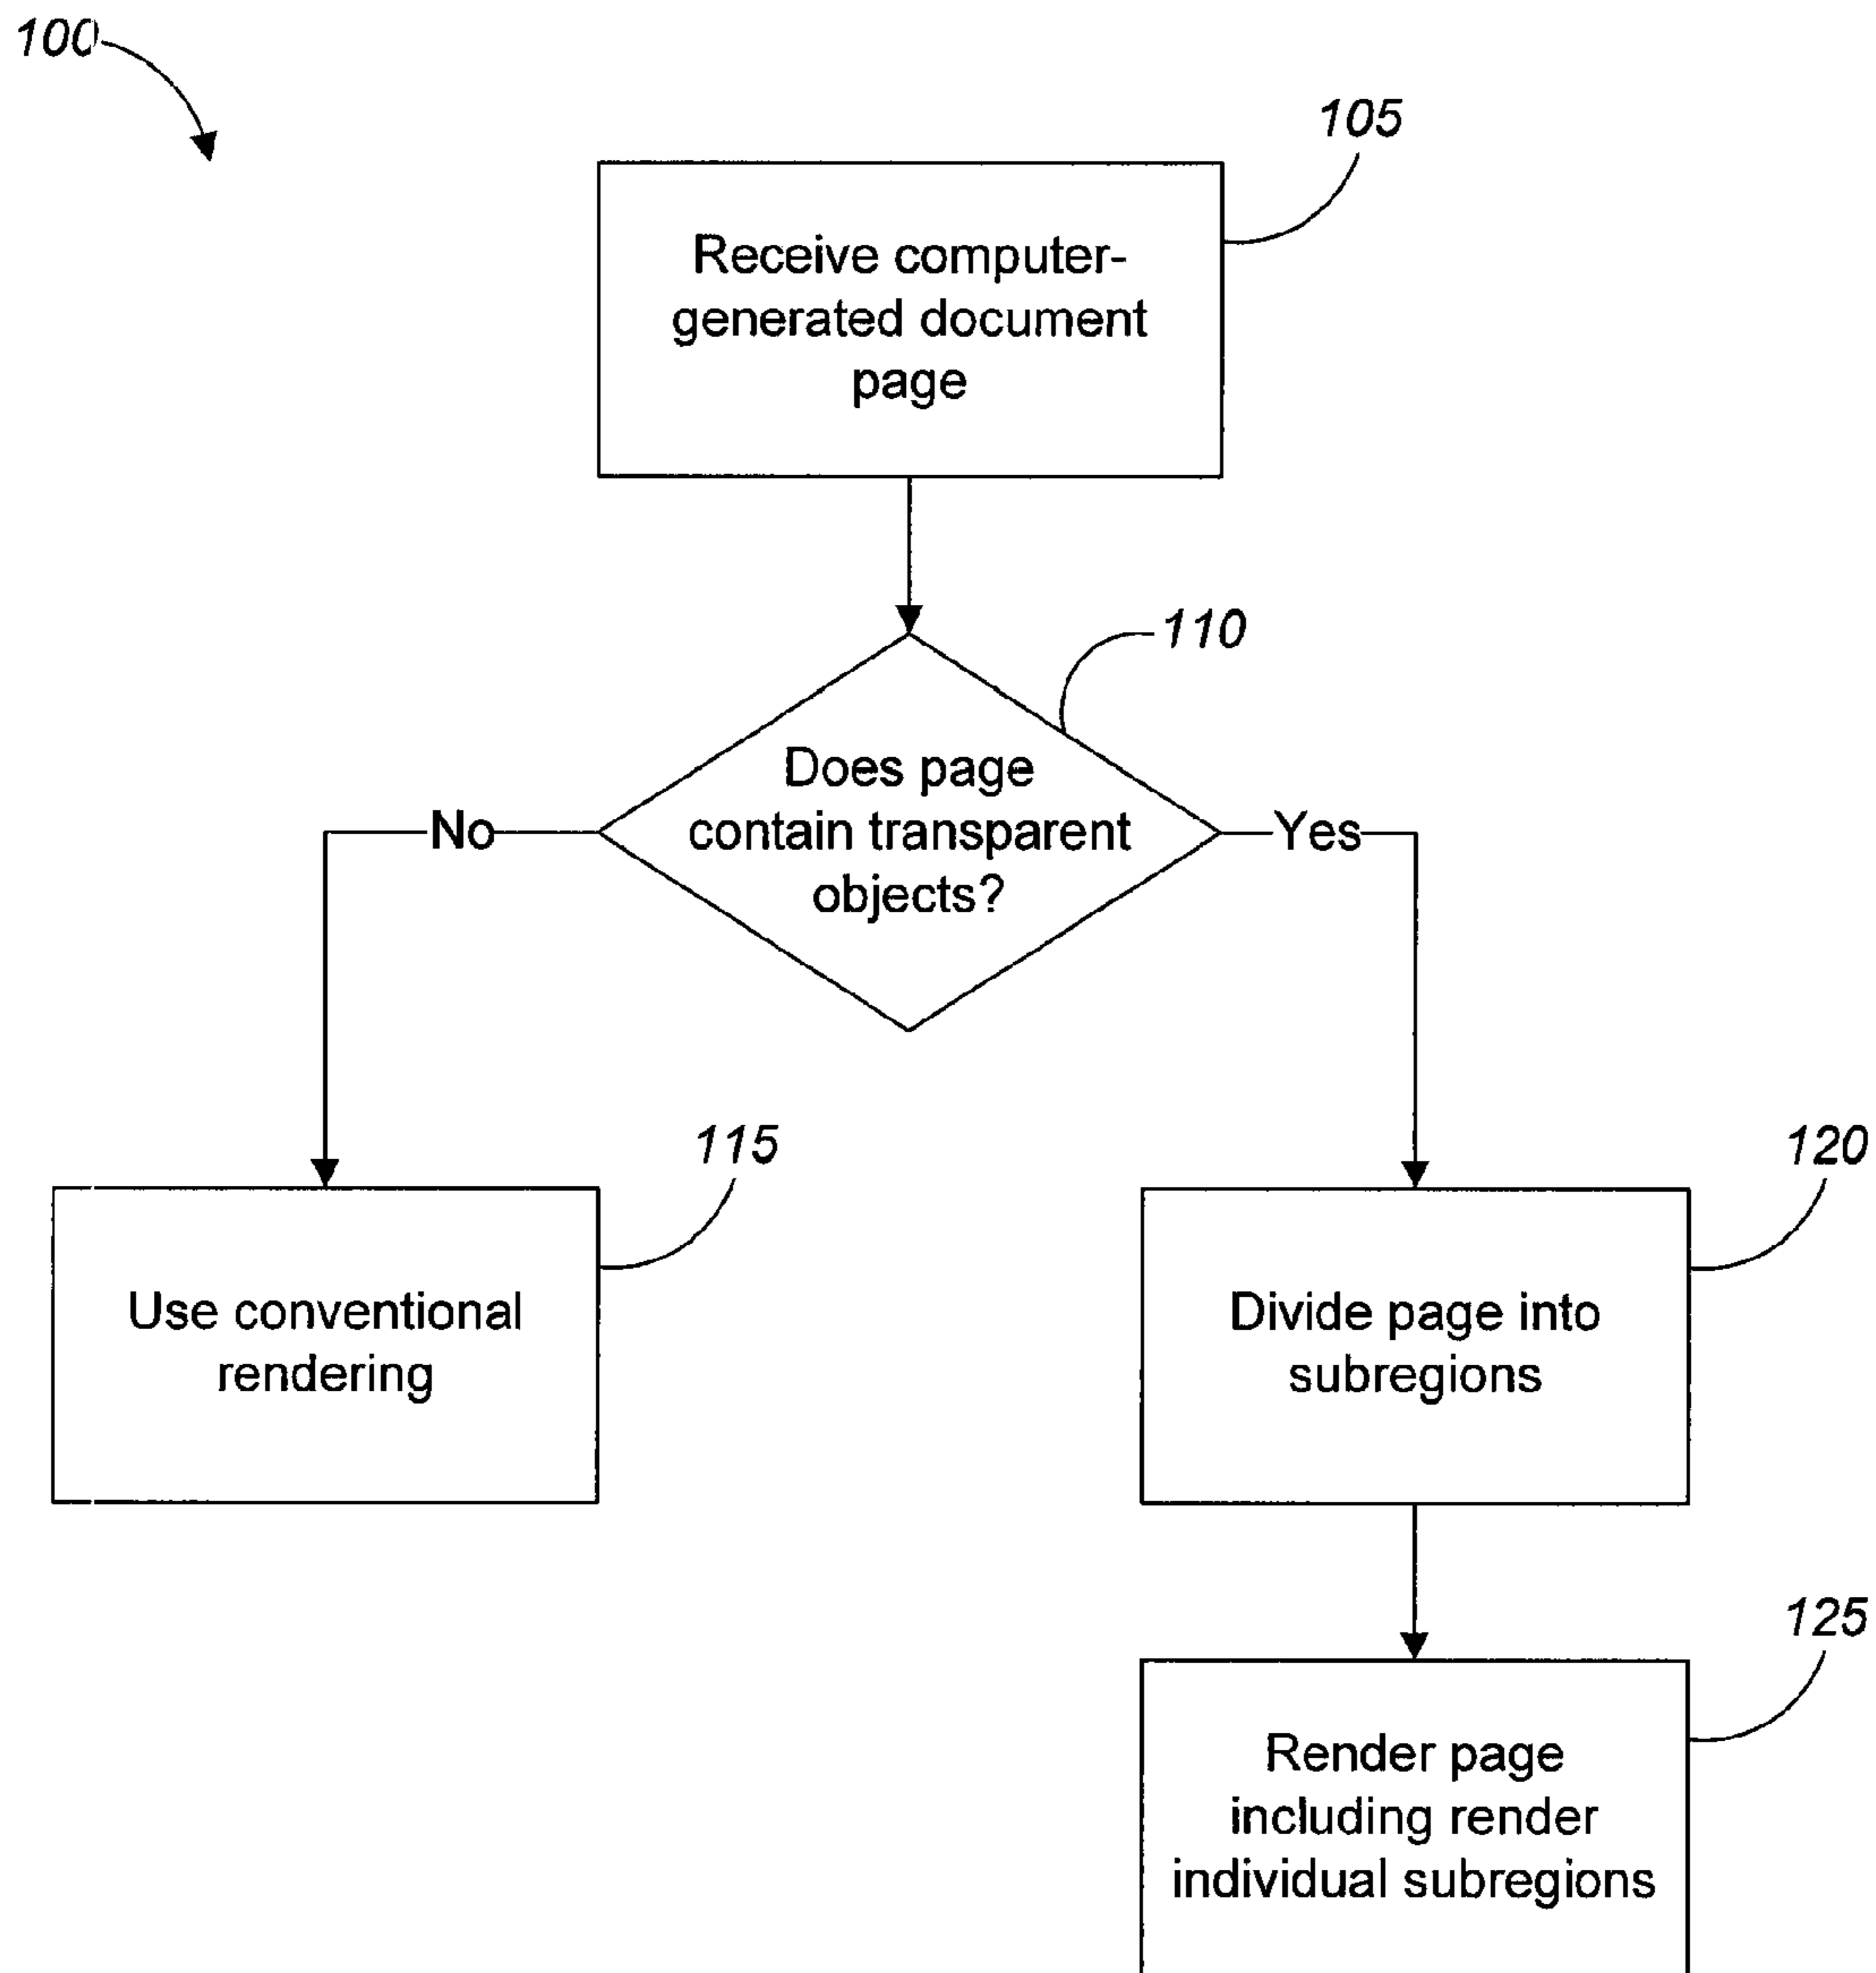 100
105
Receive computer-
generated document
page
110
Does page
contain transparent
objects?
No
Yes
115
120
Use conventional
rendering
Divide page into
subregions
125
Render page
including render
individual subregions